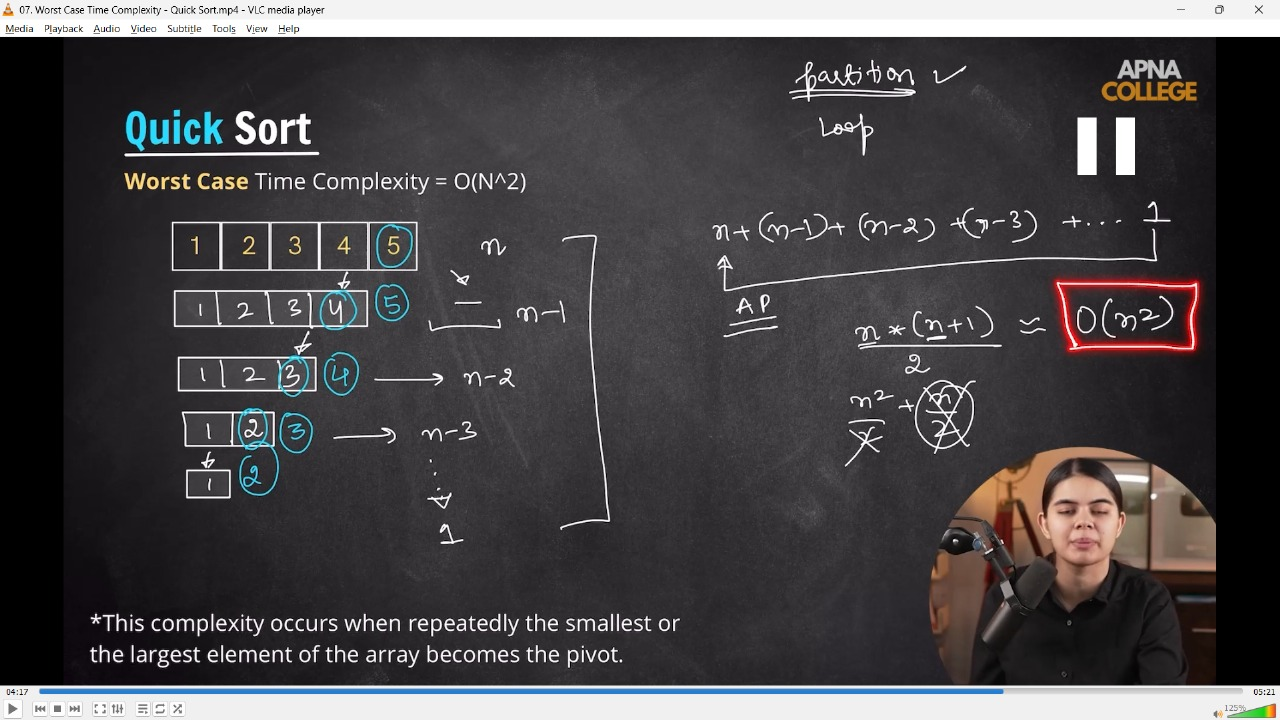 07. Worst Case Time Complexity - Quick Sort.mp4 - VLC media player
Media Playback Audio Video Subtitle Tools View Help
partition ✓
Loop
APNA
COLLEGE
Quick Sort
Worst Case Time Complexity = O(N^2)
1 2 3 4 5
n
n+(n-1)+(n-2)+(n-3) +... 1
1 2 3 4 5
n-1
AP
n*(n+1)
2
≈ O(n²)
1 2 3 4
n-2
n²
2
+
n
2
1 2 3
n-3
1 2
1
*This complexity occurs when repeatedly the smallest or
the largest element of the array becomes the pivot.
04:17
05:21
125%